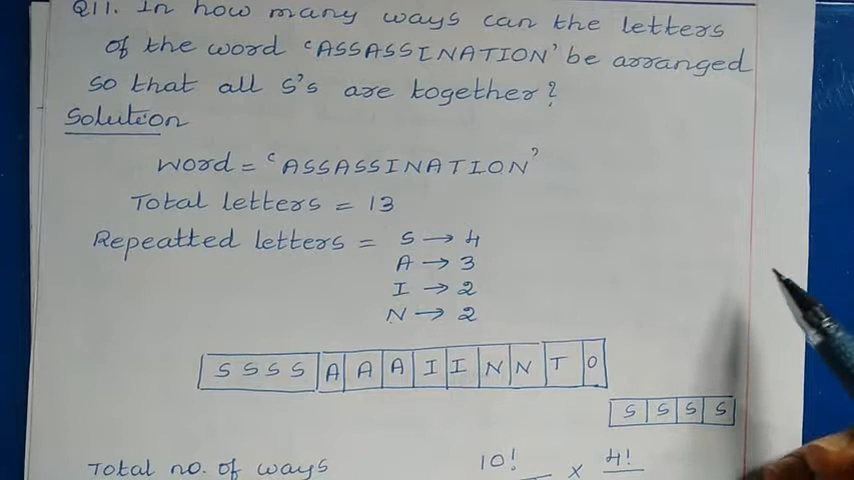 Q11. In how many ways can the letters
of the word 'ASSASSINATION' be arranged
so that all S's are together?
Solution
Word = 'ASSASSINATION'
Total letters = 13
Repeatted letters = S → 4
A → 3
I → 2
N → 2
S S S S A A A I I N N T O
S S S S
Total no. of ways 10! × 4!